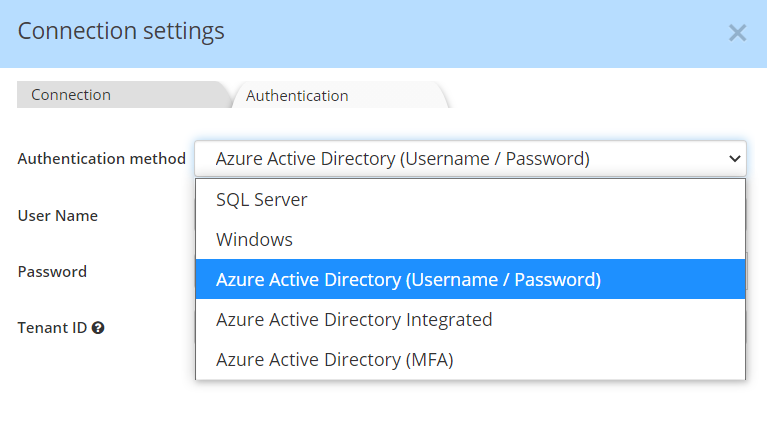 Connection settings
Connection
Authentication
Authentication method
Azure Active Directory (Username / Password)
SQL Server
User Name
Windows
Password
Azure Active Directory (Username / Password)
Tenant ID
Azure Active Directory Integrated
Azure Active Directory (MFA)